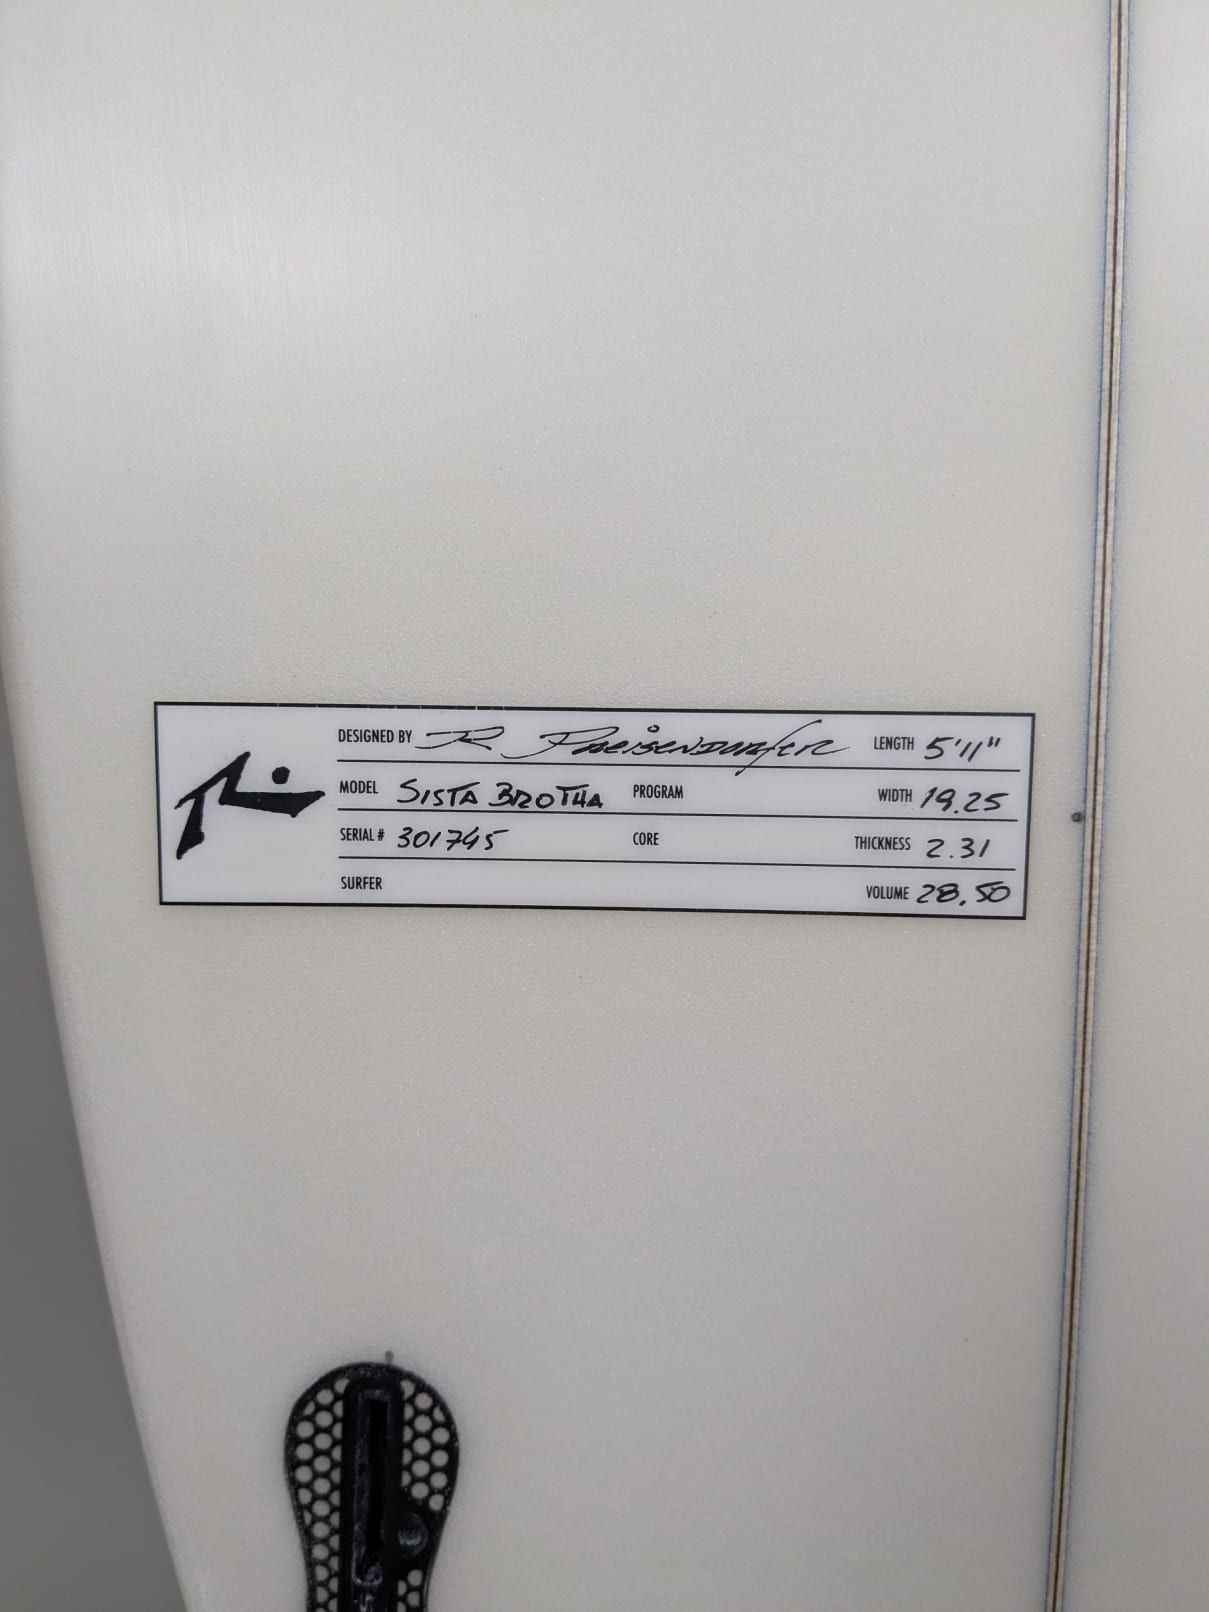 DESIGNED BY R Preisendorfer LENGTH 5'11"
MODEL SISTA BROTHA PROGRAM WIDTH 19.25
SERIAL # 301745 CORE THICKNESS 2.31
SURFER VOLUME 28.50